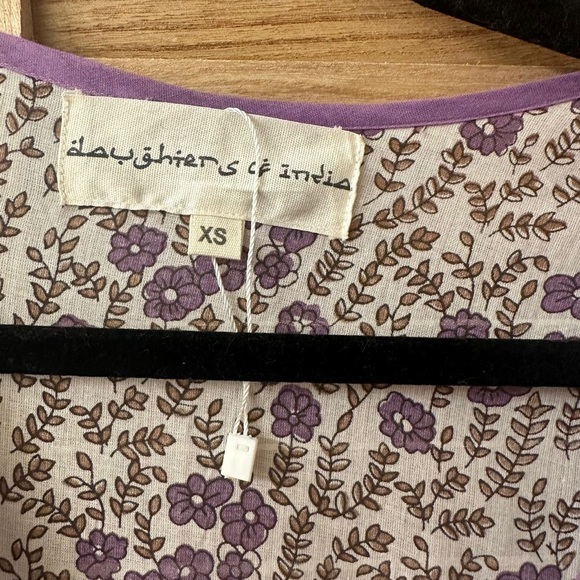 daughters of india
XS